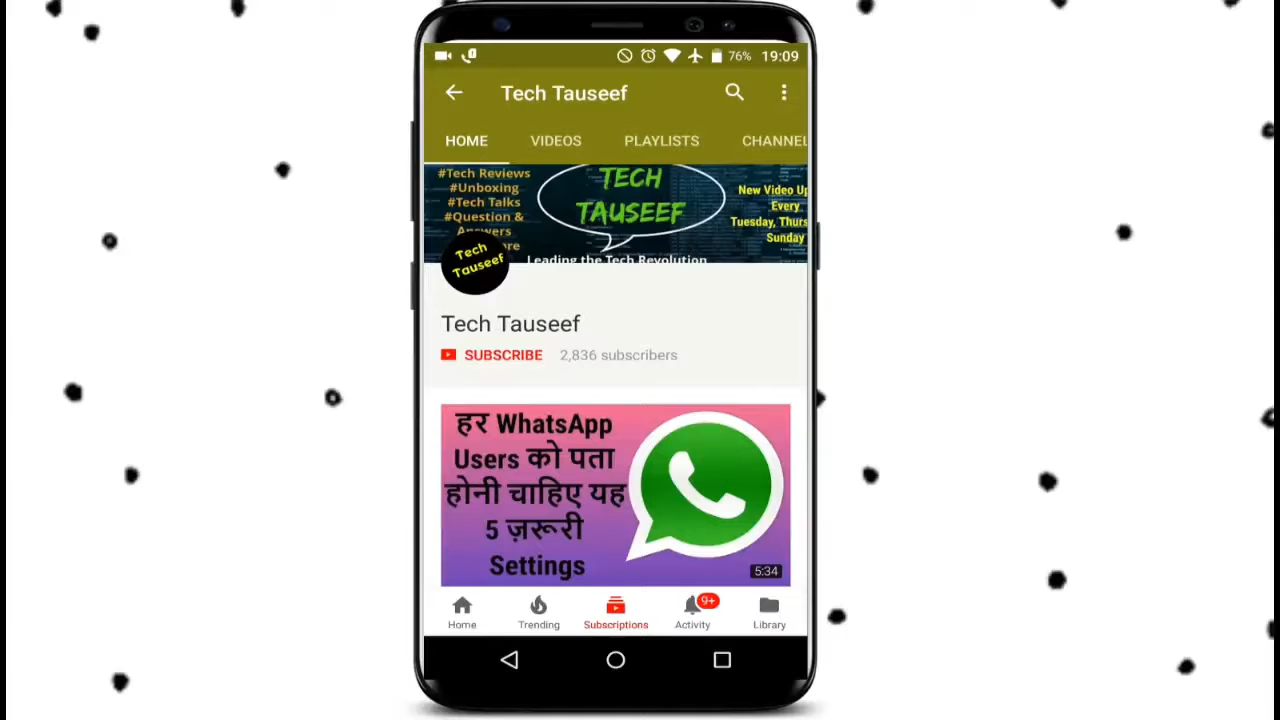 76% 19:09
Tech Tauseef
HOME VIDEOS PLAYLISTS CHANNEL
#Tech Reviews
#Unboxing
#Tech Talks
#Question &
Answers
TECH
TAUSEEF
Leading the Tech Revolution
New Video Up
Every
Tuesday, Thurs
Sunday
Tech
Tauseef
Tech Tauseef
SUBSCRIBE 2,836 subscribers
हर WhatsApp
Users को पता
होनी चाहिए यह
5 ज़रूरी
Settings
5:34
9+
Home Trending Subscriptions Activity Library